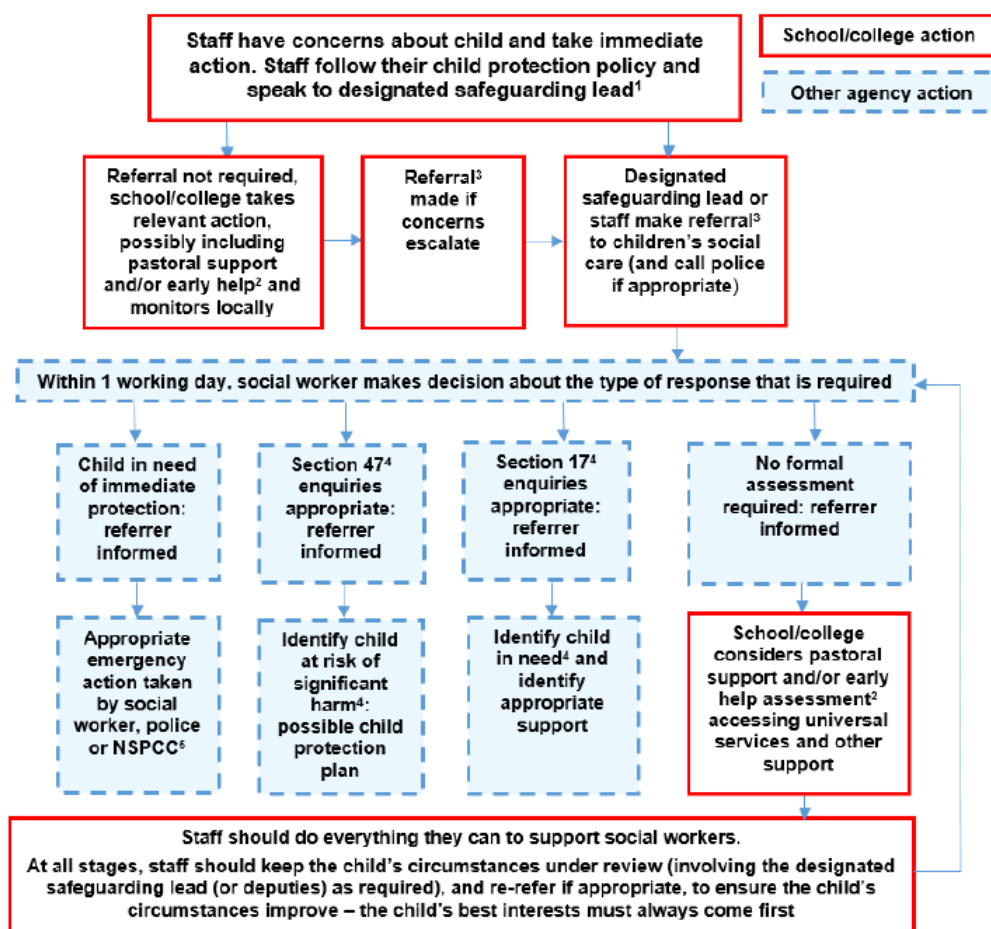 Staff have concerns about child and take immediate
action. Staff follow their child protection policy and
speak to designated safeguarding lead¹
School/college action
Other agency action
Referral not required,
school/college takes
relevant action,
possibly including
pastoral support
and/or early help² and
monitors locally
Referral³
made if
concerns
escalate
Designated
safeguarding lead or
staff make referral³
to children's social
care (and call police
if appropriate)
Within 1 working day, social worker makes decision about the type of response that is required
Child in need
of immediate
protection:
referrer
informed
Section 47⁴
enquiries
appropriate:
referrer
informed
Section 17⁴
enquiries
appropriate:
referrer
informed
No formal
assessment
required: referrer
informed
Appropriate
emergency
action taken
by social
worker, police
or NSPCC⁵
Identify child
at risk of
significant
harm⁴:
possible child
protection
plan
Identify child
in need⁴ and
identify
appropriate
support
School/college
considers pastoral
support and/or early
help assessment²
accessing universal
services and other
support
Staff should do everything they can to support social workers.
At all stages, staff should keep the child's circumstances under review (involving the designated
safeguarding lead (or deputies) as required), and re-refer if appropriate, to ensure the child's
circumstances improve – the child's best interests must always come first